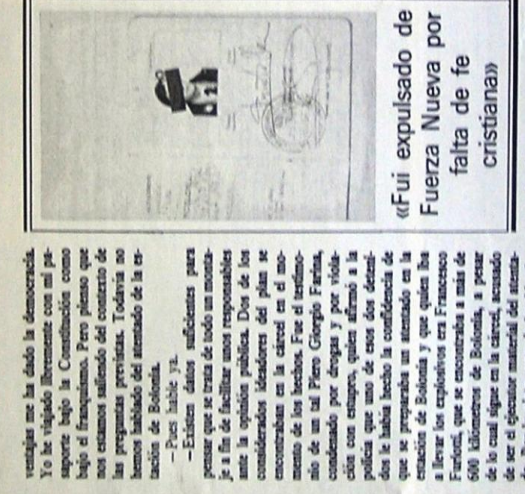 ventajas me ha dado la democracia.
Yo he viajado libremente con mi pa-
saporte bajo la Constitución como
bajo el franquismo. Pero pienso que
nos estamos saliendo del contexto de
las preguntas previstas. Todavía no
hemos hablado del atentado de la es-
tación de Bolonia.
—Pues hable ya.
—Existen datos suficientes para
pensar que se trata de todo un monta-
je a fin de facilitar unos responsables
ante la opinión pública. Dos de los
considerados ideadores del plan se
encontraban en la cárcel en el mo-
mento de los hechos. Fue el testimo-
nio de un tal Piero Giorgio Farina,
condenado por drogas y por viola-
ción con estupro, quien afirmó a la
policía que uno de esos dos deteni-
dos le había hecho la confidencia de
que se preparaba un atentado en la
estación de Bolonia y que quien iba
a llevar los explosivos era Francesco
Furloni, que se encontraba a más de
600 kilómetros de Bolonia, a pesar
de lo cual sigue en la cárcel, acusado
de ser el ejecutor material del atenta-
«Fui expulsado de
Fuerza Nueva por
falta de fe
cristiana»